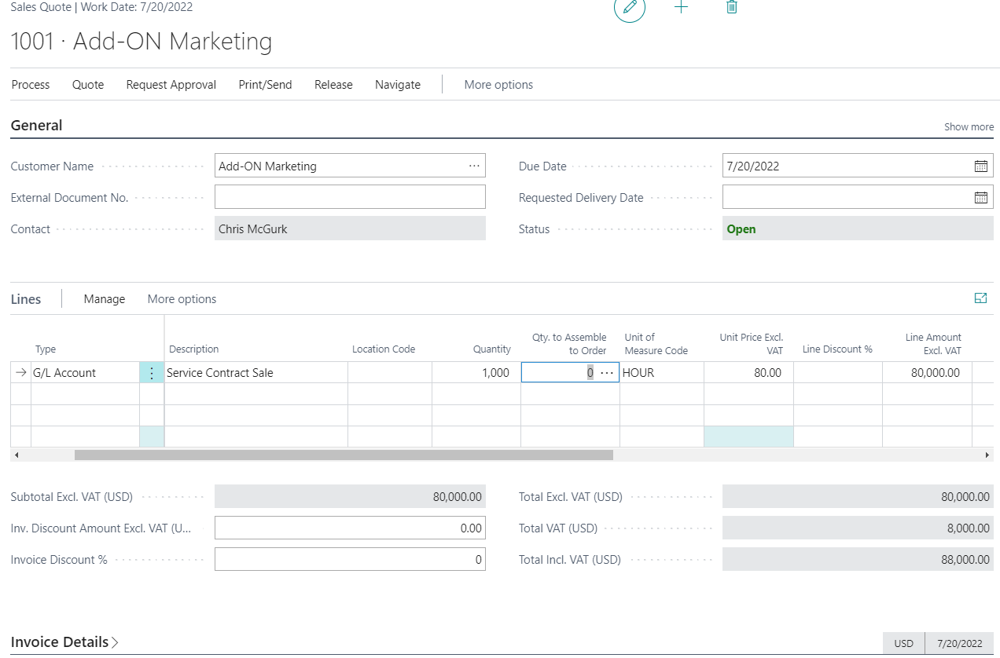 Sales Quote | Work Date: 7/20/2022
1001 · Add-ON Marketing
Process Quote Request Approval Print/Send Release Navigate More options
General Show more
Customer Name Add-ON Marketing ··· Due Date 7/20/2022
External Document No. Requested Delivery Date
Contact Chris McGurk Status Open
Lines Manage More options
Type Description Location Code Quantity Qty. to Assemble to Order Unit of Measure Code Unit Price Excl. VAT Line Discount % Line Amount Excl. VAT
G/L Account Service Contract Sale 1,000 0 ··· HOUR 80.00 80,000.00
Subtotal Excl. VAT (USD) 80,000.00 Total Excl. VAT (USD) 80,000.00
Inv. Discount Amount Excl. VAT (U... 0.00 Total VAT (USD) 8,000.00
Invoice Discount % 0 Total Incl. VAT (USD) 88,000.00
Invoice Details > USD 7/20/2022